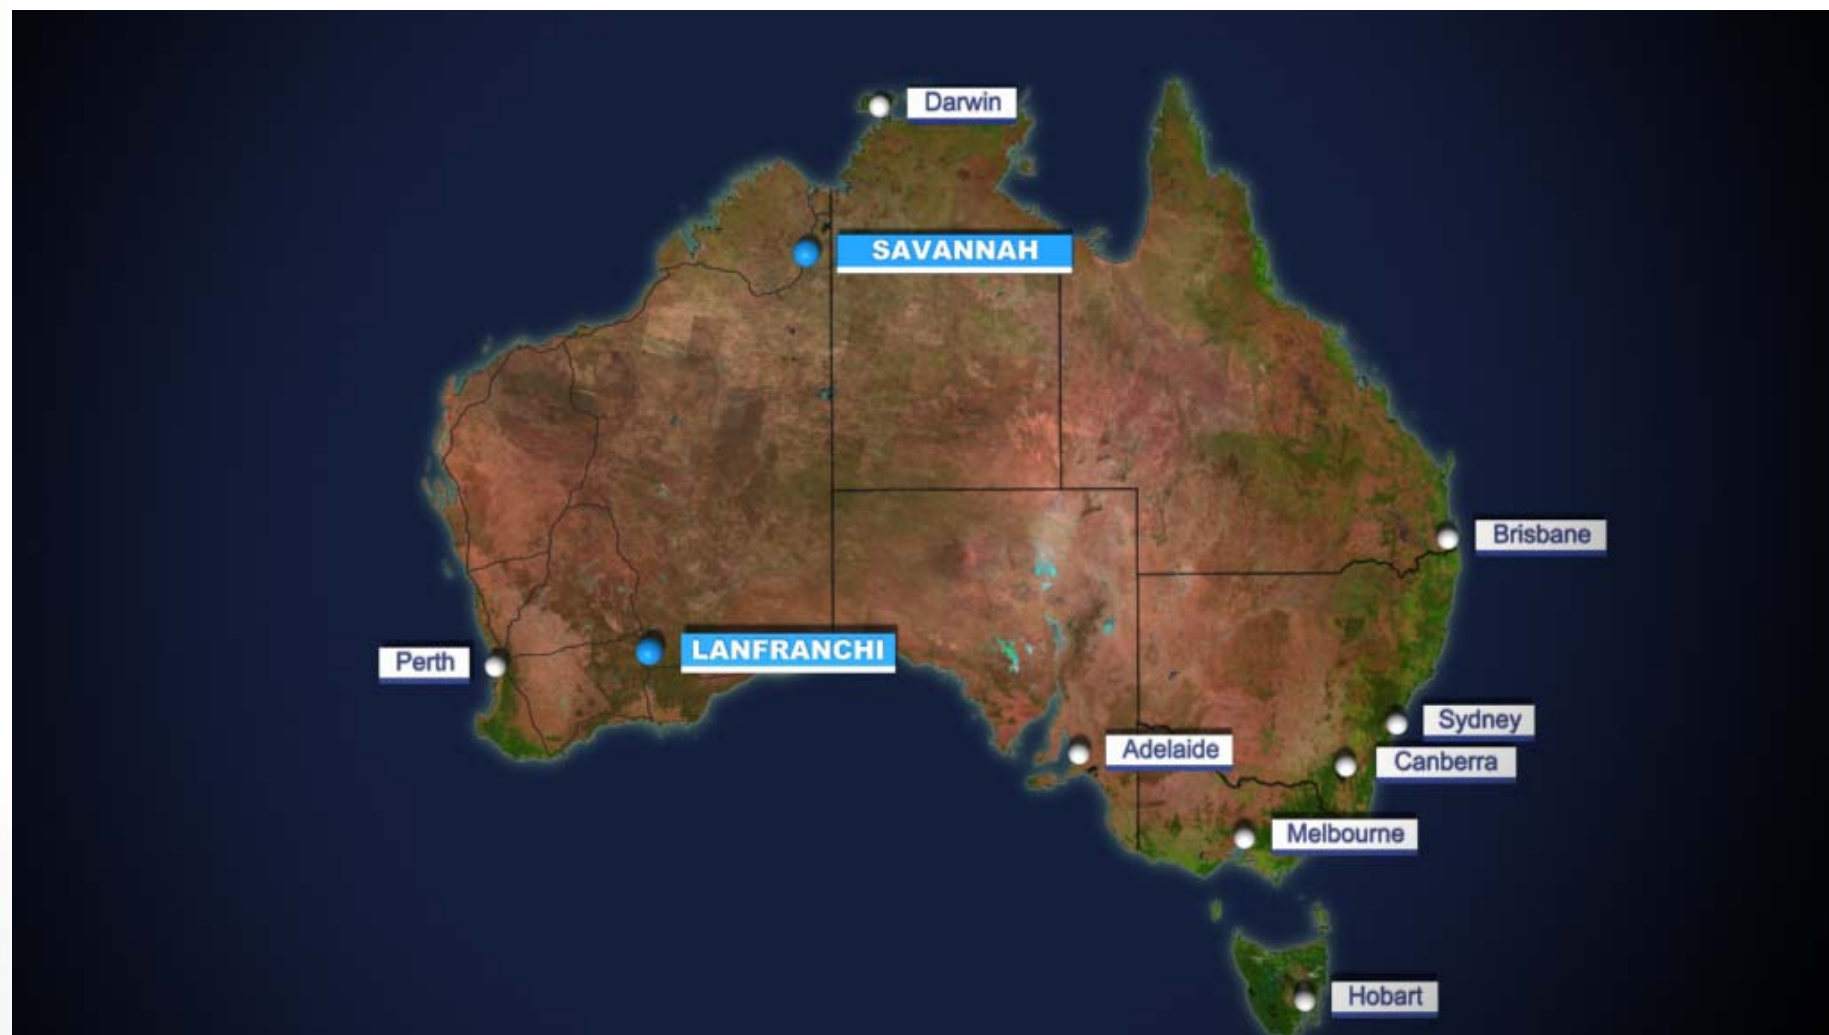 Darwin
SAVANNAH
Brisbane
LANFRANCHI
Perth
Sydney
Adelaide
Canberra
Melbourne
Hobart